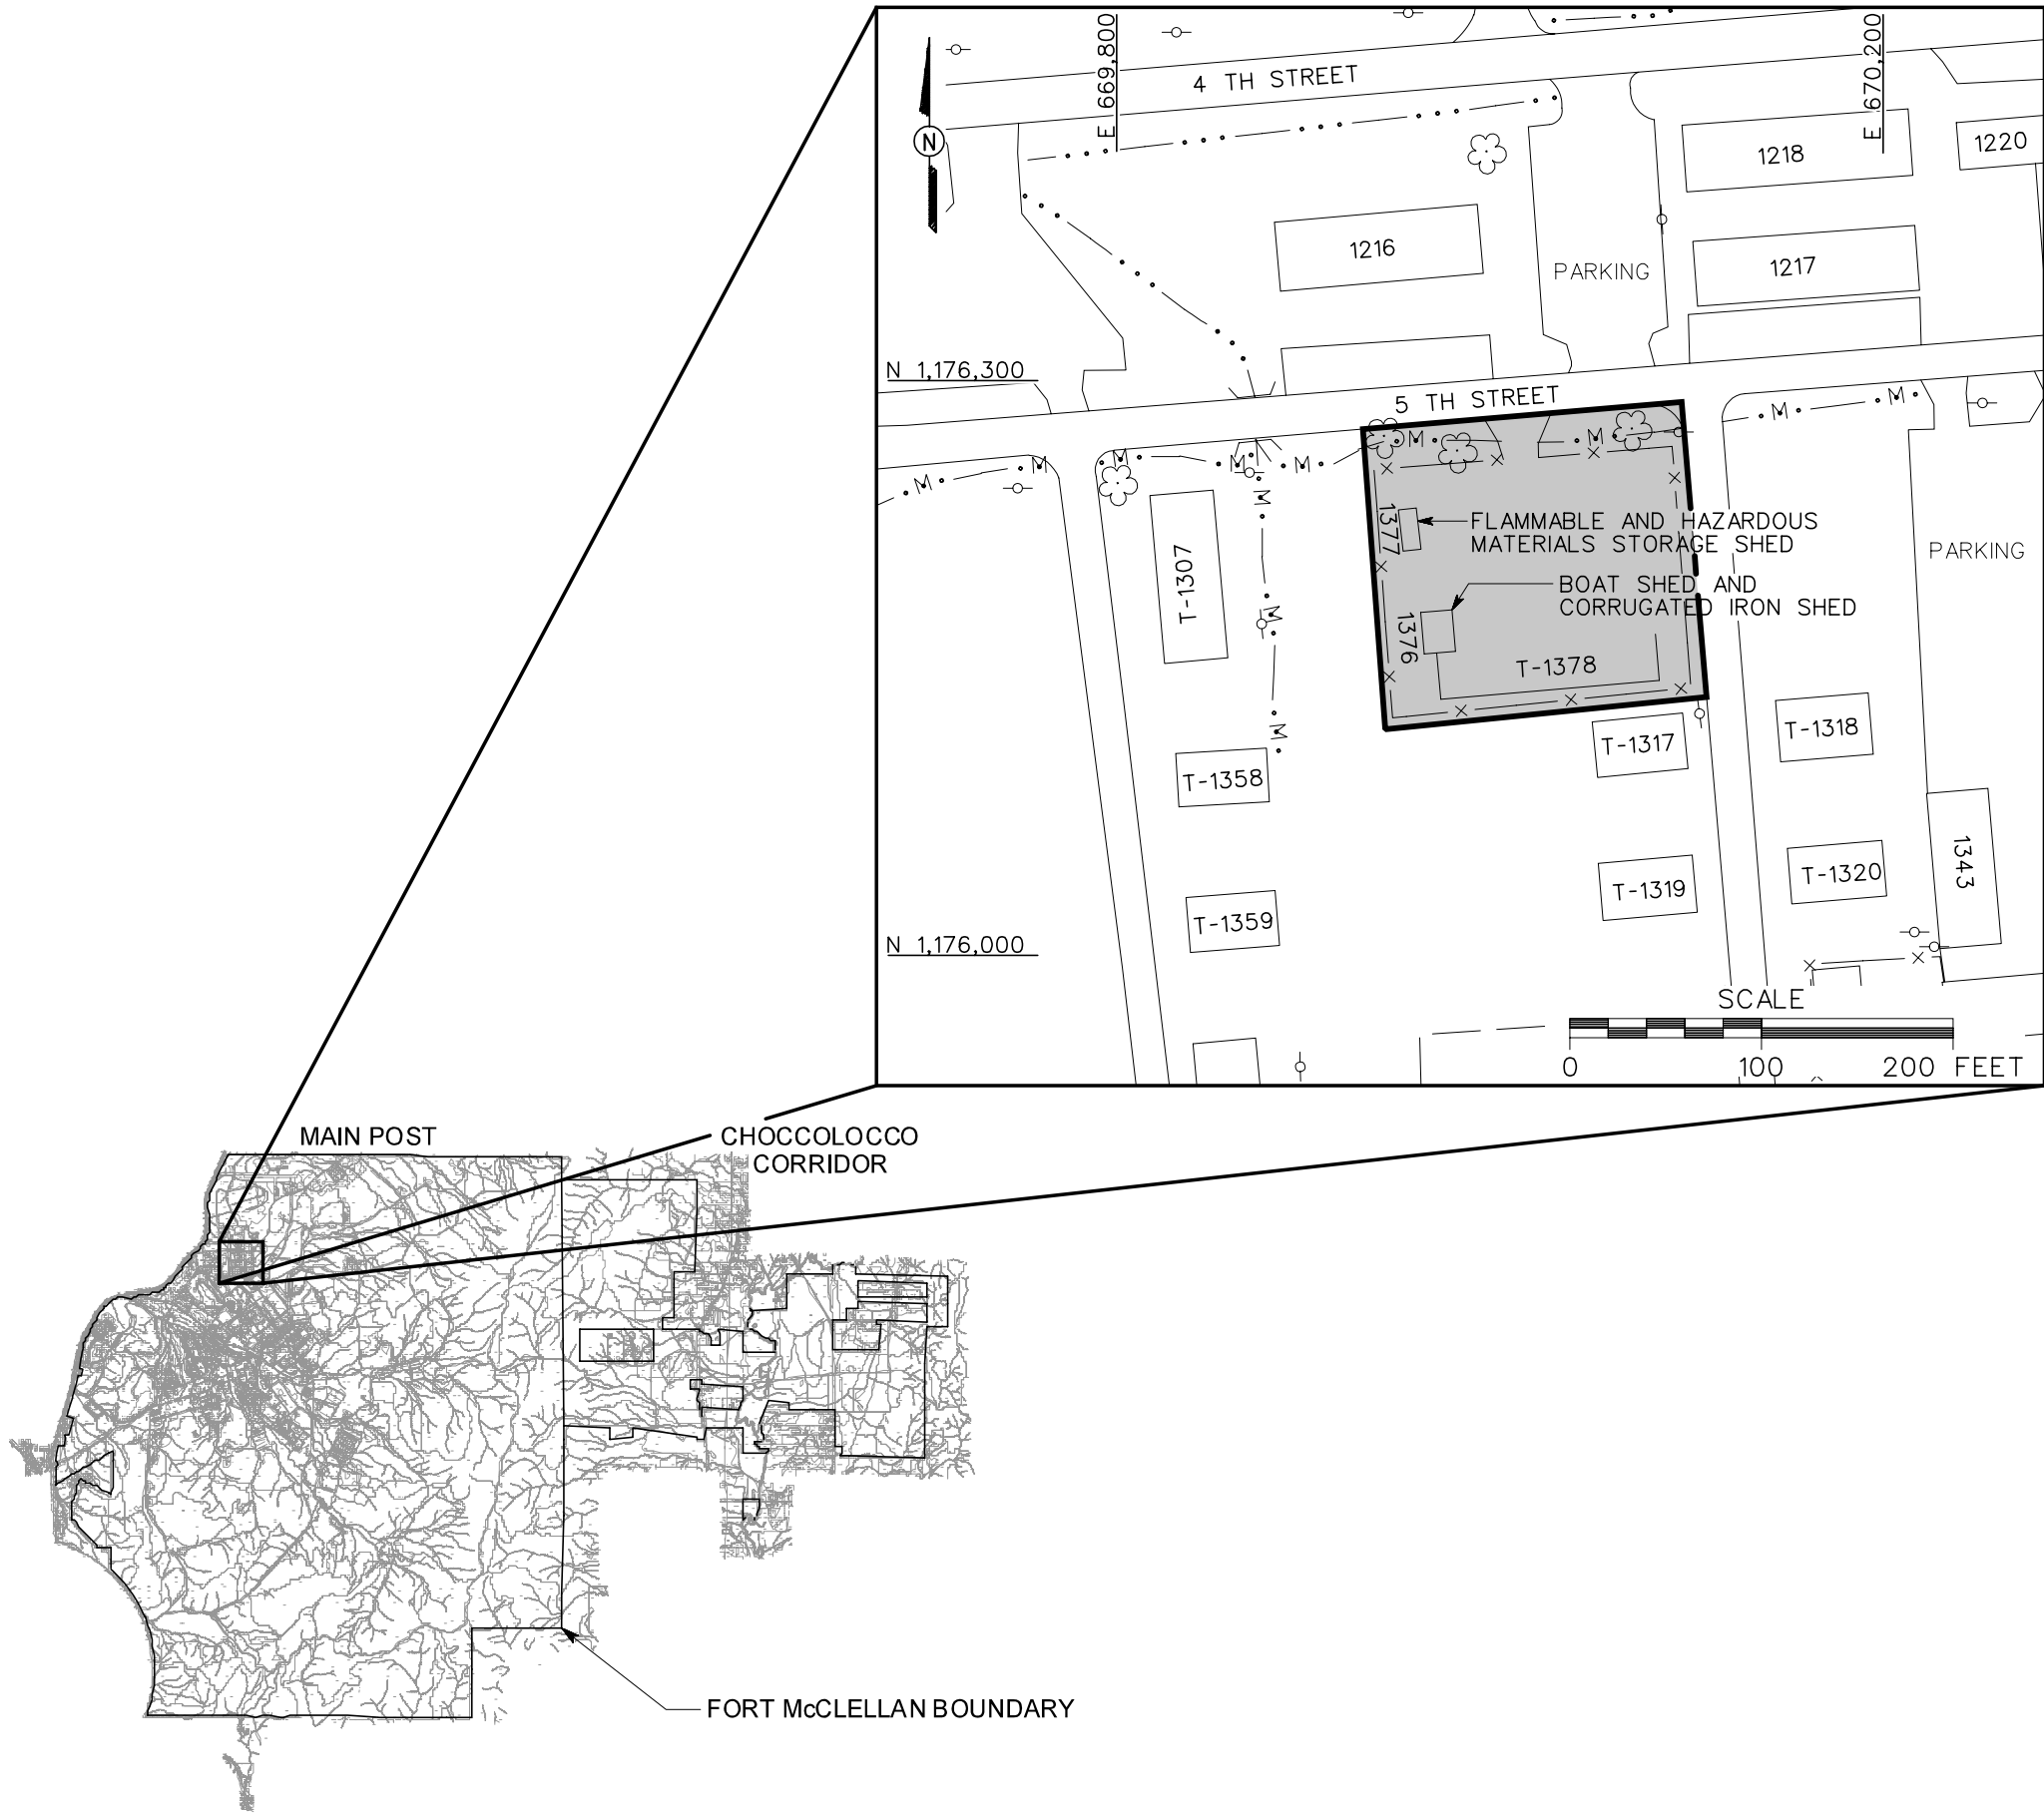 E 669,800
4 TH STREET
E 670,200
N
1218
1220
1216
PARKING
1217
N 1,176,300
5 TH STREET
M
M
M
M
M
M
M
M
M
M
1377
FLAMMABLE AND HAZARDOUS
MATERIALS STORAGE SHED
PARKING
T-1307
BOAT SHED AND
CORRUGATED IRON SHED
M
1376
T-1378
M
T-1317
T-1318
T-1358
1343
T-1319
T-1320
T-1359
N 1,176,000
SCALE
0 100 200 FEET
MAIN POST
CHOCCOLOCCO
CORRIDOR
FORT McCLELLAN BOUNDARY